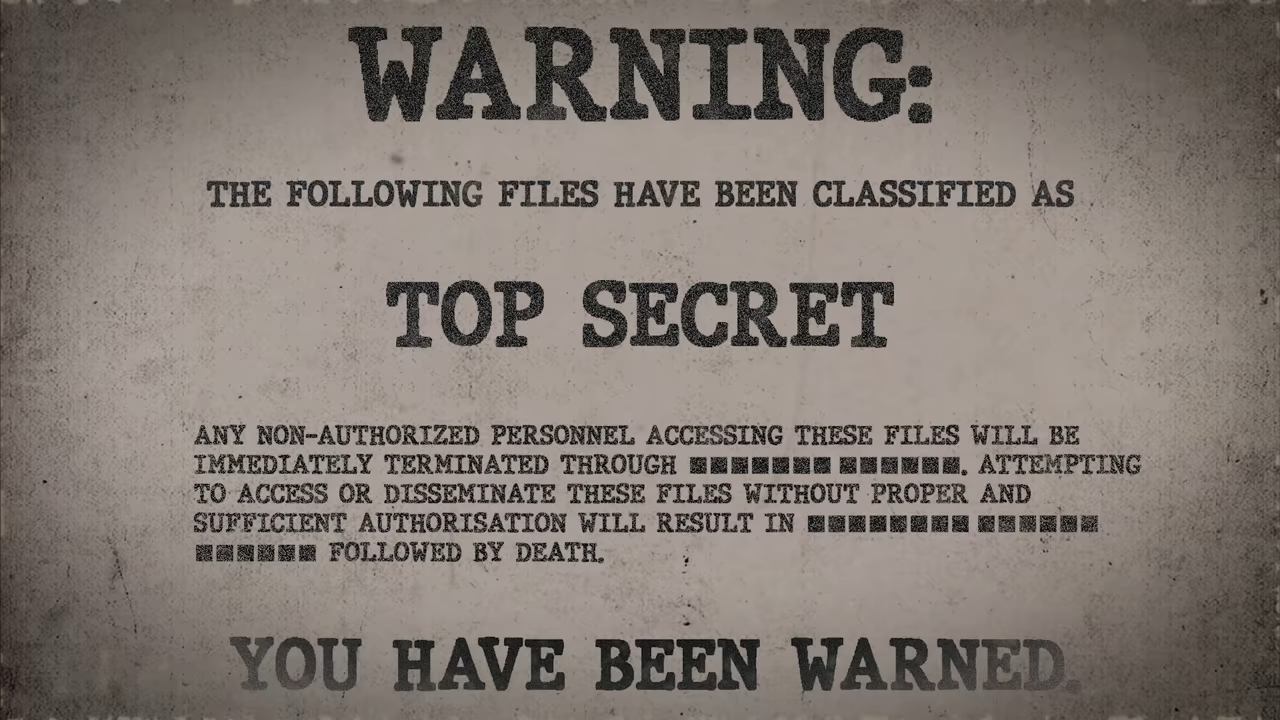 WARNING:
THE FOLLOWING FILES HAVE BEEN CLASSIFIED AS
TOP SECRET
ANY NON-AUTHORIZED PERSONNEL ACCESSING THESE FILES WILL BE
IMMEDIATELY TERMINATED THROUGH ■■■■■■■ ■■■■■■. ATTEMPTING
TO ACCESS OR DISSEMINATE THESE FILES WITHOUT PROPER AND
SUFFICIENT AUTHORISATION WILL RESULT IN ■■■■■■■■ ■■■■■■
■■■■■■ FOLLOWED BY DEATH.
YOU HAVE BEEN WARNED.